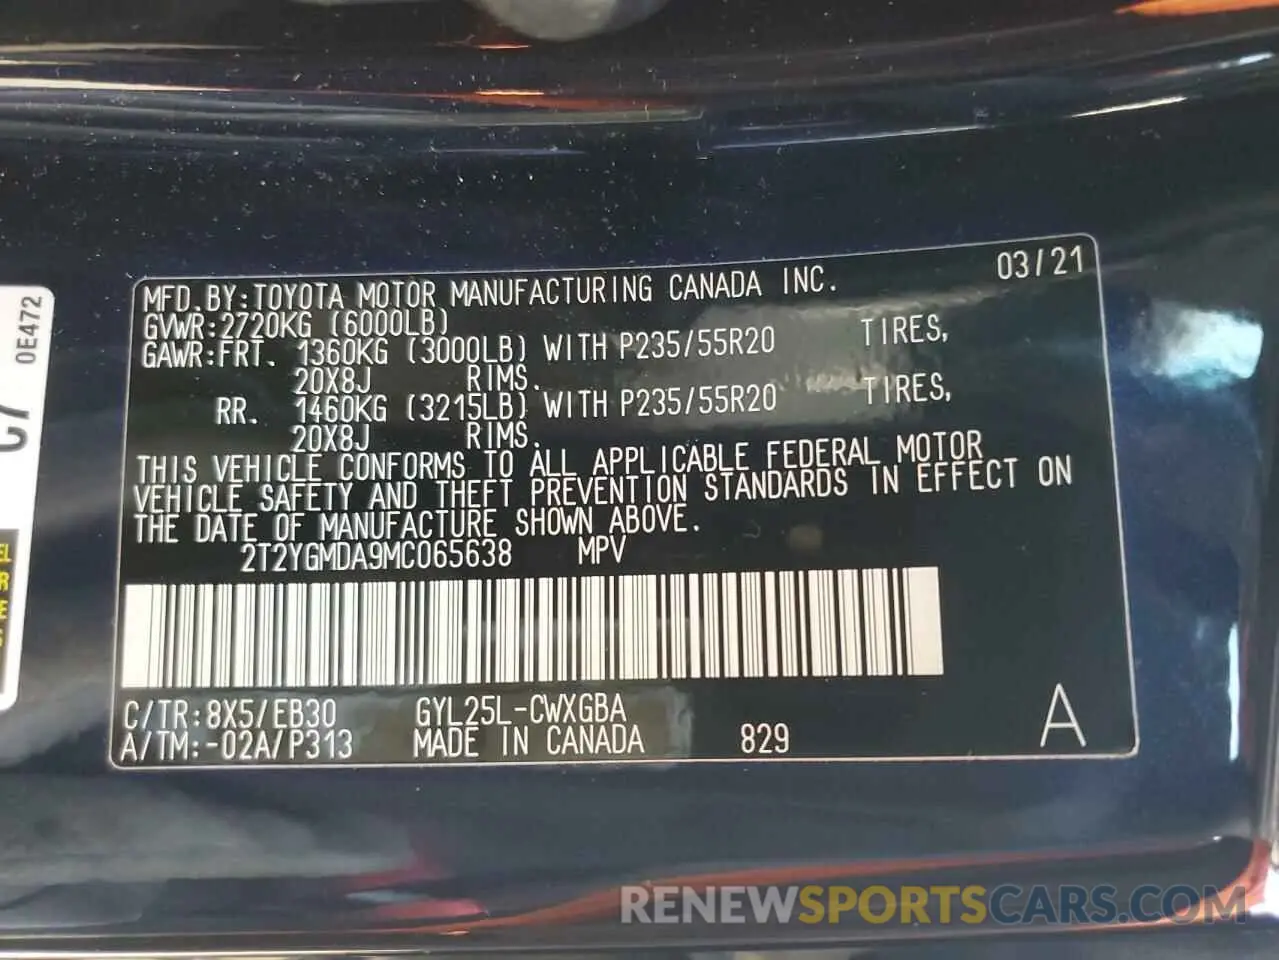 MFD.BY:TOYOTA MOTOR MANUFACTURING CANADA INC. 03/21
GVWR:2720KG (6000LB)
GAWR:FRT. 1360KG (3000LB) WITH P235/55R20 TIRES,
20X8J RIMS.
RR. 1460KG (3215LB) WITH P235/55R20 TIRES,
20X8J RIMS.
THIS VEHICLE CONFORMS TO ALL APPLICABLE FEDERAL MOTOR
VEHICLE SAFETY AND THEFT PREVENTION STANDARDS IN EFFECT ON
THE DATE OF MANUFACTURE SHOWN ABOVE.
2T2YGMDA9MC065638 MPV
C/TR:8X5/EB30 GYL25L-CWXGBA
A/TM:-02A/P313 MADE IN CANADA 829 A
0E472
RENEWSPORTSCARS.COM